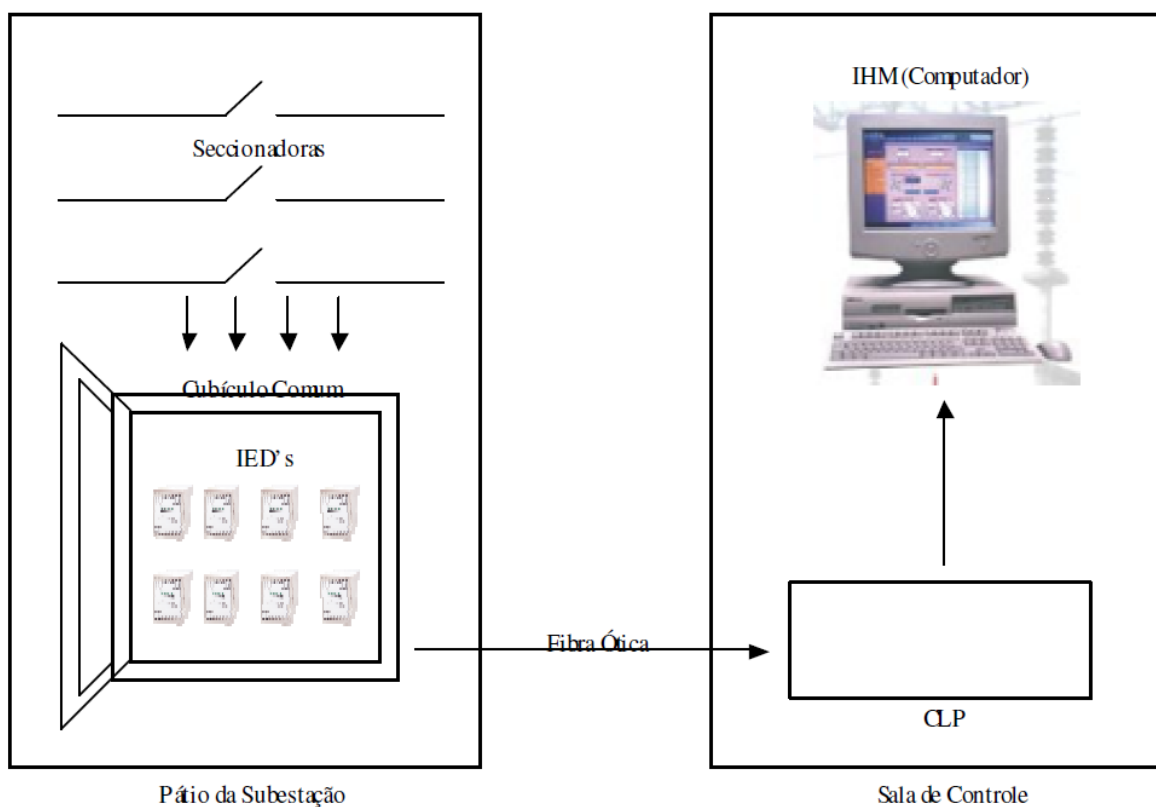 Seccionadoras
Cubículo Comum
IED's
Pátio da Subestação
Fibra Ótica
IHM (Computador)
CLP
Sala de Controle